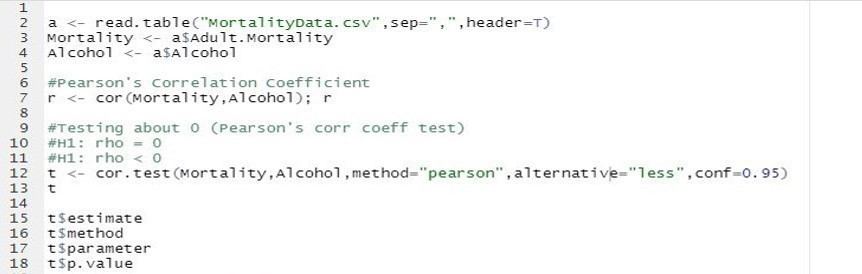 1
2 a <- read.table("MortalityData.csv",sep=",",header=T)
3 Mortality <- a$Adult.Mortality
4 Alcohol <- a$Alcohol
5
6 #Pearson's Correlation Coefficient
7 r <- cor(Mortality,Alcohol); r
8
9 #Testing about 0 (Pearson's corr coeff test)
10 #H1: rho = 0
11 #H1: rho < 0
12 t <- cor.test(Mortality,Alcohol,method="pearson",alternative="less",conf=0.95)
13 t
14
15 t$estimate
16 t$method
17 t$parameter
18 t$p.value